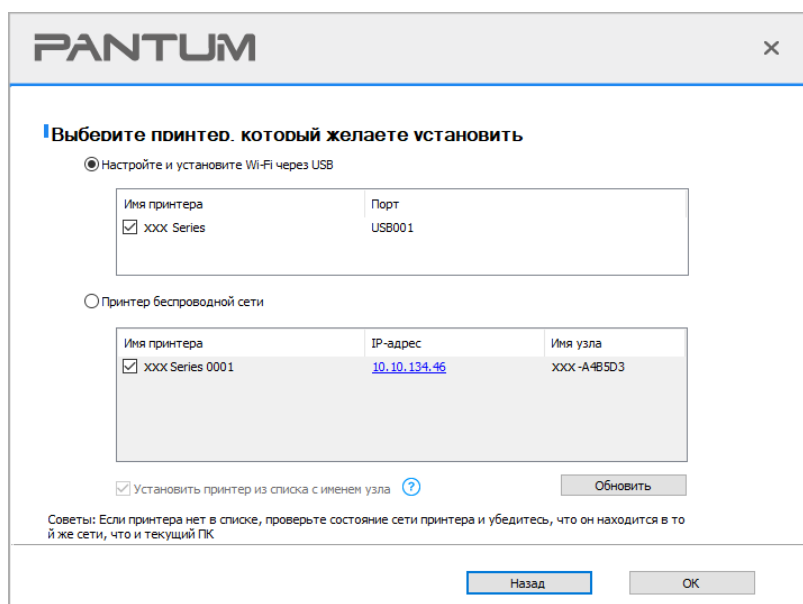 PANTUM
Выберите принтер, который желаете установить
Настройте и установите Wi-Fi через USB
Имя принтера Порт
XXX Series USB001
Принтер беспроводной сети
Имя принтера IP-адрес Имя узла
XXX Series 0001 10.10.134.46 XXX-A4B5D3
Установить принтер из списка с именем узла ? Обновить
Советы: Если принтера нет в списке, проверьте состояние сети принтера и убедитесь, что он находится в то
й же сети, что и текущий ПК
Назад OK